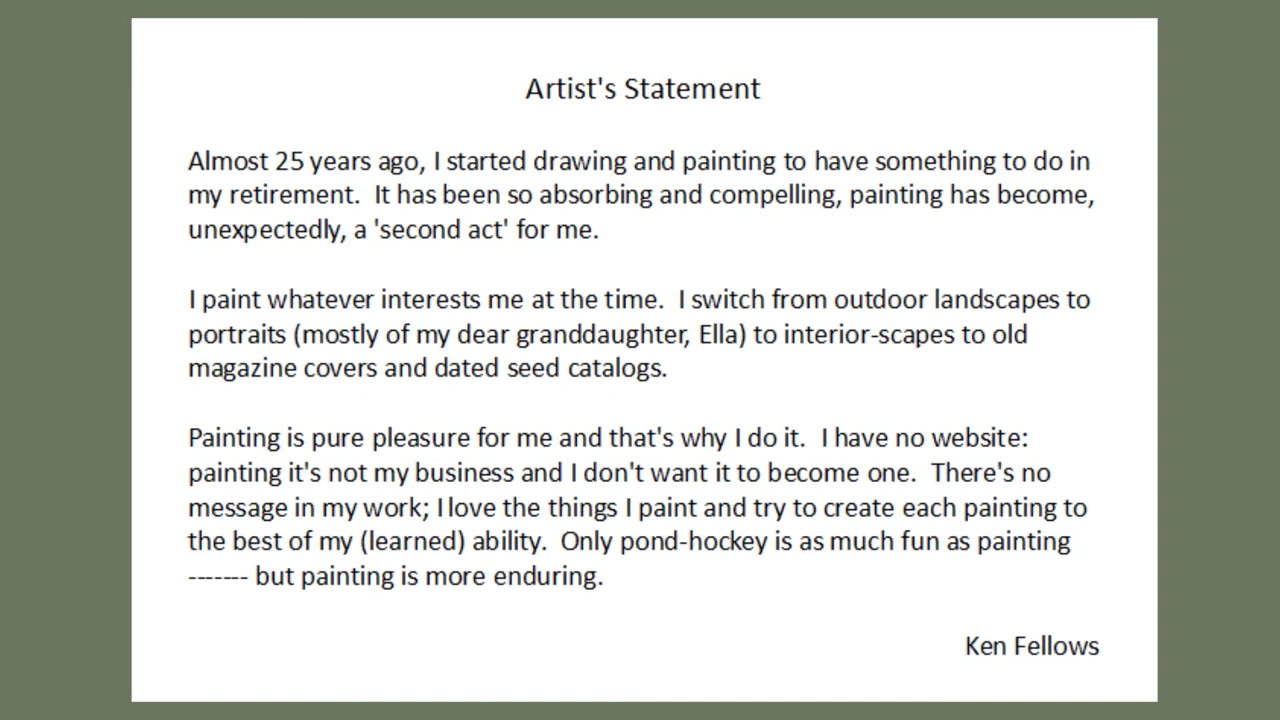 Artist's Statement
Almost 25 years ago, I started drawing and painting to have something to do in
my retirement.  It has been so absorbing and compelling, painting has become,
unexpectedly, a 'second act' for me.
I paint whatever interests me at the time.  I switch from outdoor landscapes to
portraits (mostly of my dear granddaughter, Ella) to interior-scapes to old
magazine covers and dated seed catalogs.
Painting is pure pleasure for me and that's why I do it.  I have no website:
painting it's not my business and I don't want it to become one.  There's no
message in my work; I love the things I paint and try to create each painting to
the best of my (learned) ability.  Only pond-hockey is as much fun as painting
------- but painting is more enduring.
Ken Fellows